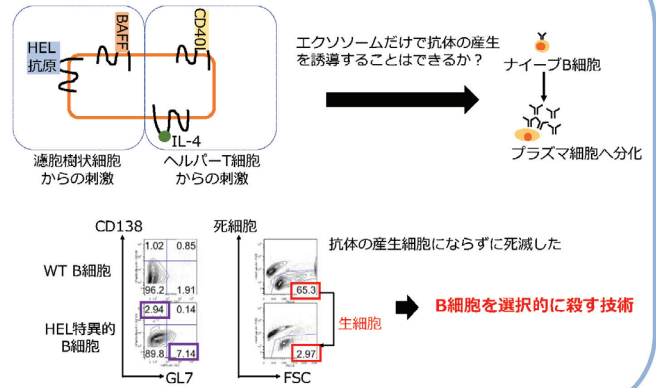 HEL
抗原
BAFF
CD40L
IL-4
濾胞樹状細胞
からの刺激
ヘルパーT細胞
からの刺激
エクソソームだけで抗体の産生
を誘導することはできるか？
ナイーブB細胞
プラズマ細胞へ分化
CD138
死細胞
WT B細胞
1.02 0.85
96.2 1.91
65.3
HEL特異的
B細胞
2.94 0.14
89.8 7.14
2.97
GL7
FSC
抗体の産生細胞にならずに死滅した
生細胞
B細胞を選択的に殺す技術